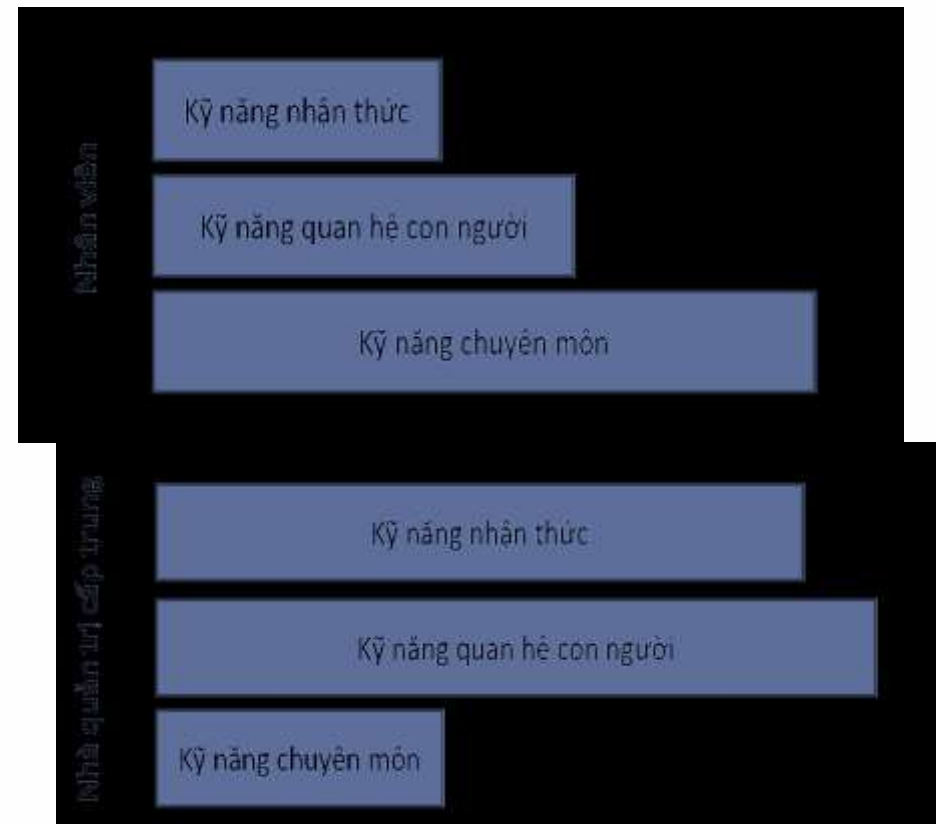 Nhân viên
Kỹ năng nhận thức
Kỹ năng quan hệ con người
Kỹ năng chuyên môn
Nhà quản trị cấp trung
Kỹ năng nhận thức
Kỹ năng quan hệ con người
Kỹ năng chuyên môn